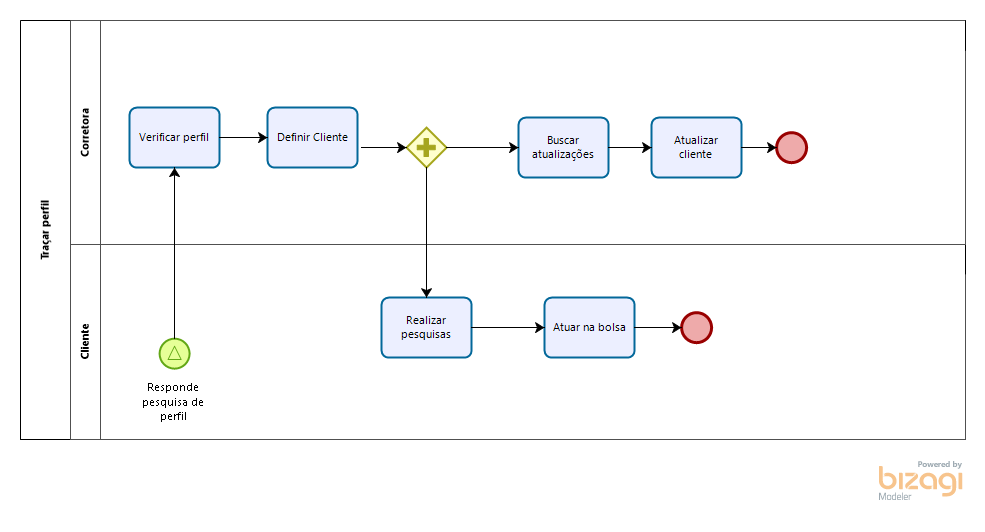 Traçar perfil
Corretora
Verificar perfil
Definir Cliente
Buscar
atualizações
Atualizar
cliente
Cliente
Responde
pesquisa de
perfil
Realizar
pesquisas
Atuar na bolsa
Powered by
bizagi
Modeler